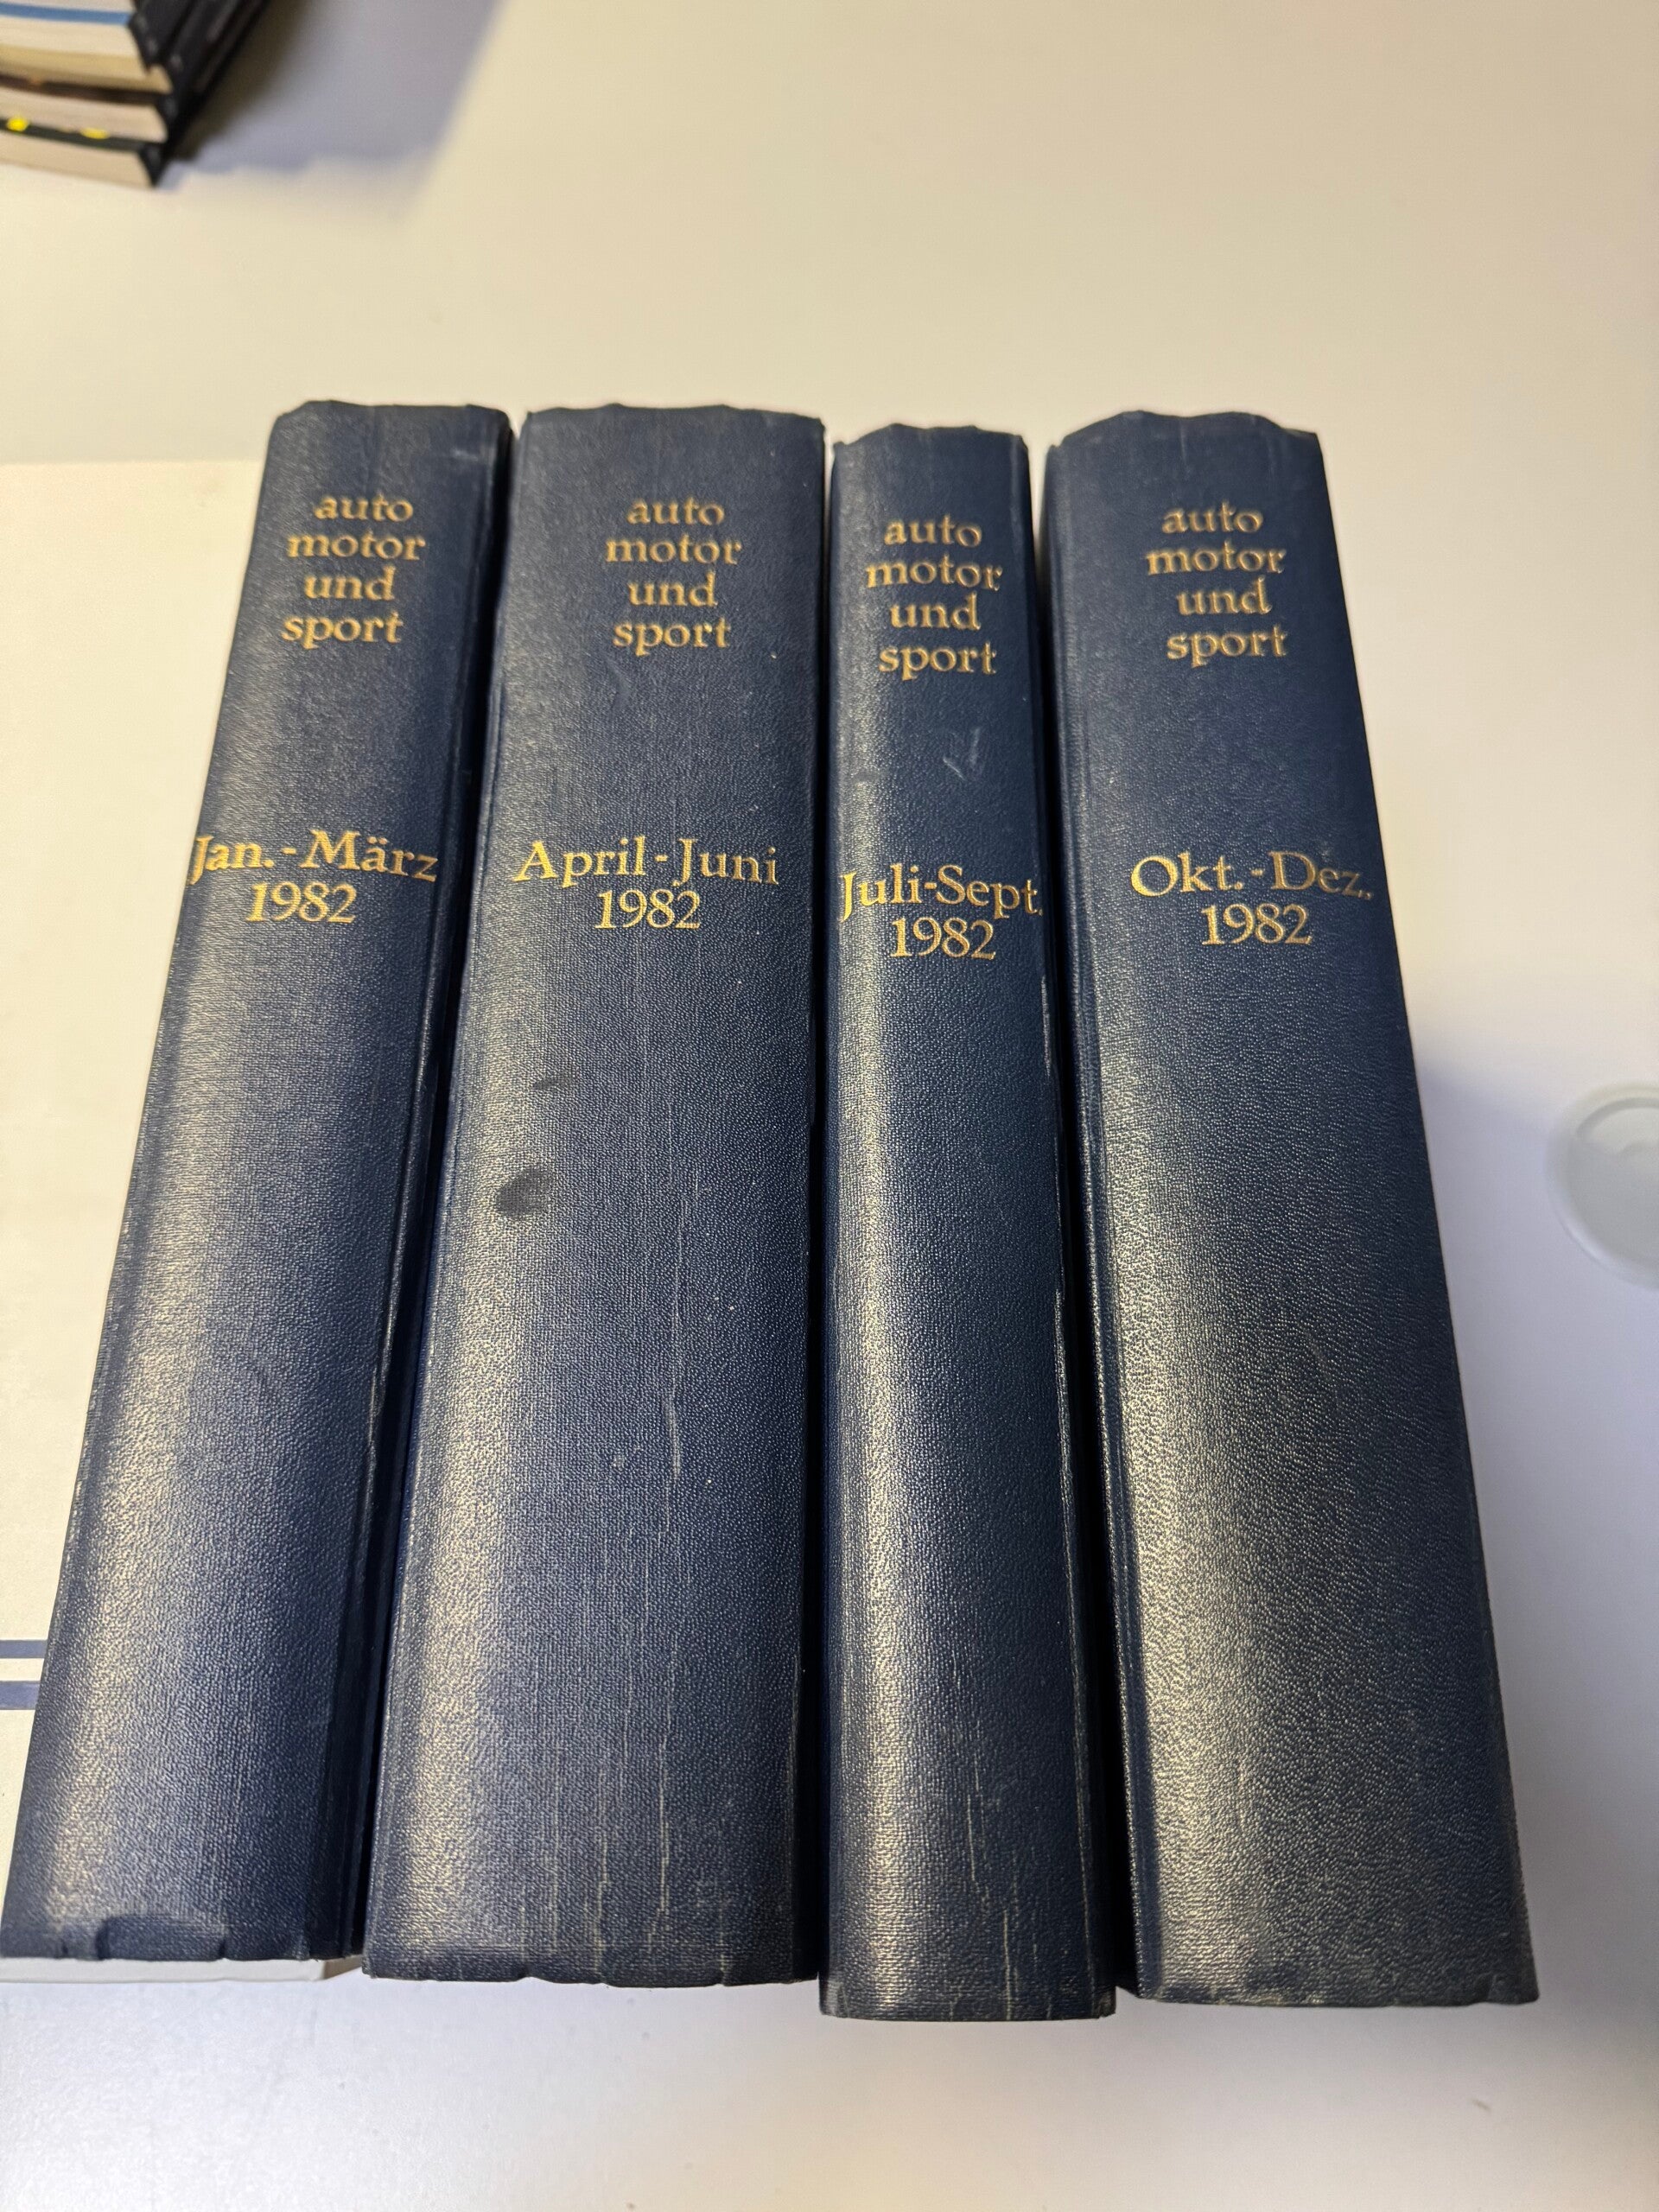 auto
motor
und
sport
Jan.-März
1982
auto
motor
und
sport
April-Juni
1982
auto
motor
und
sport
Juli-Sept.
1982
auto
motor
und
sport
Okt.-Dez.
1982